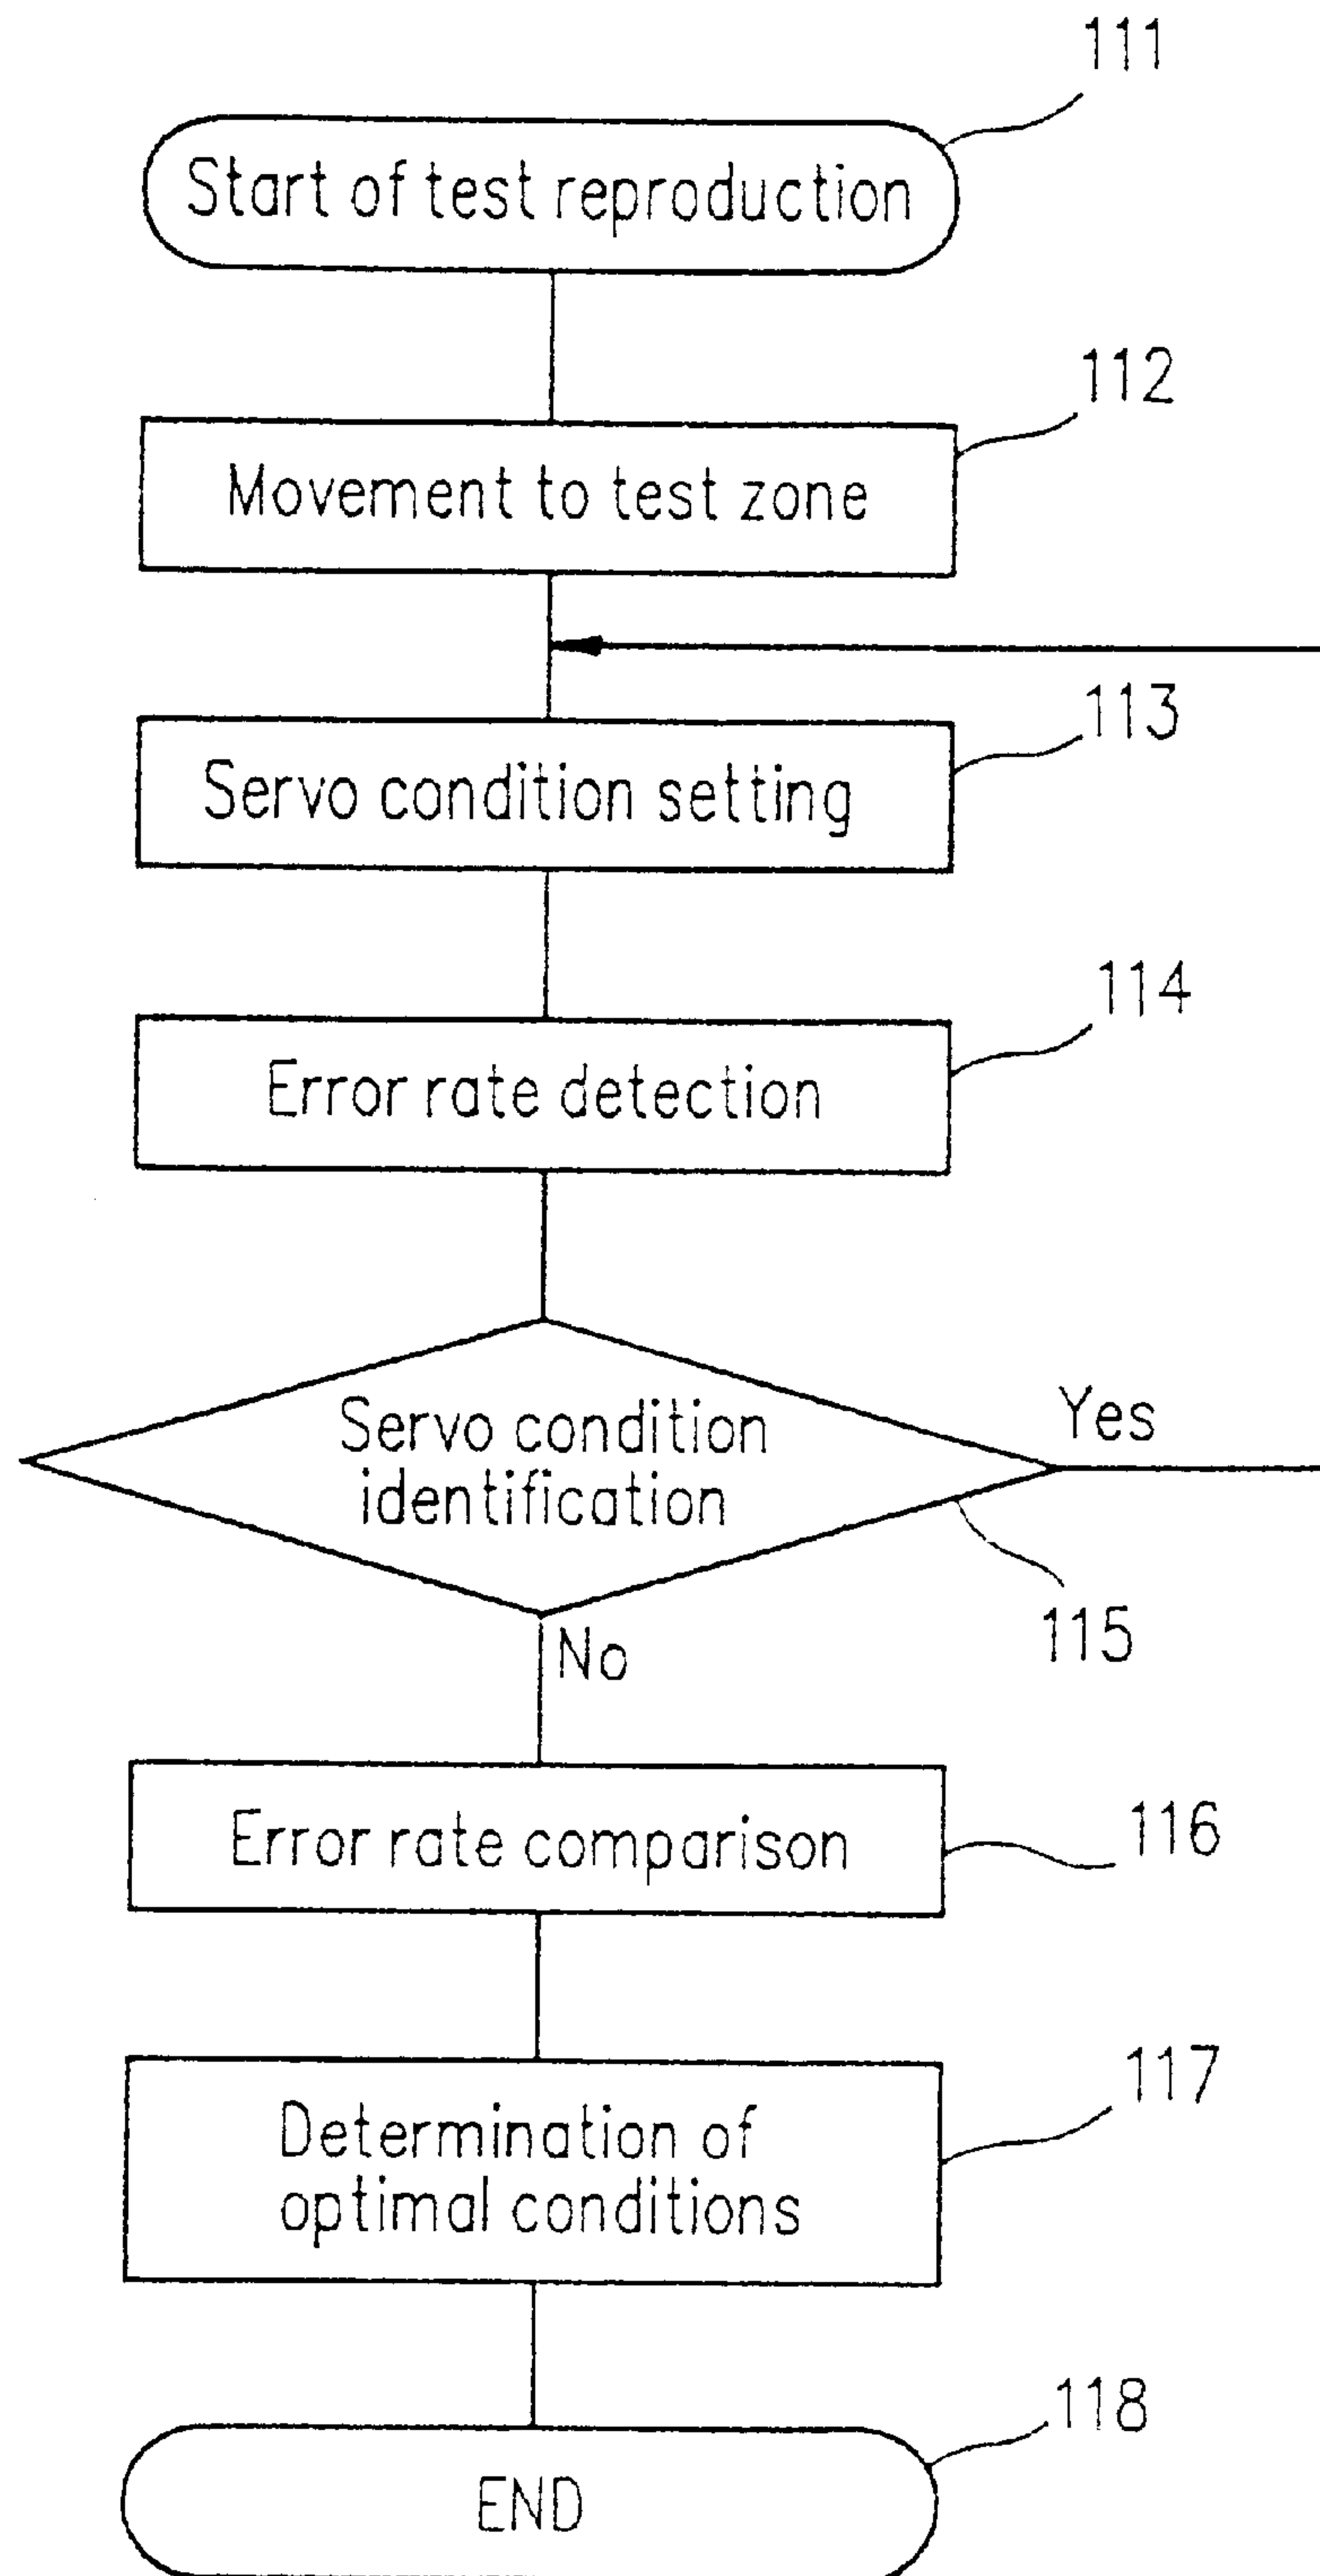 111
Start of test reproduction
112
Movement to test zone
113
Servo condition setting
114
Error rate detection
Servo condition
identification
Yes
115
No
Error rate comparison
116
117
Determination of
optimal conditions
118
END